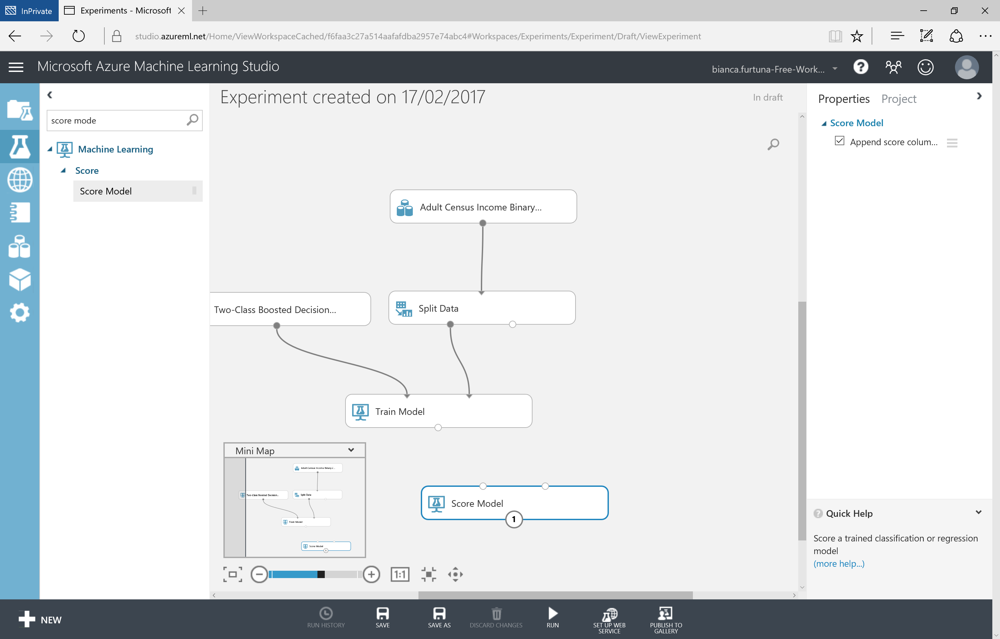 InPrivate
Experiments - Microsoft
studio.azureml.net/Home/ViewWorkspaceCached/f6faa3c27a514aafafdba2957e74abc4#Workspaces/Experiments/Experiment/Draft/ViewExperiment
Microsoft Azure Machine Learning Studio
bianca.furtuna-Free-Work...
score mode
Machine Learning
Score
Score Model
Experiment created on 17/02/2017
In draft
Adult Census Income Binary...
Two-Class Boosted Decision...
Split Data
Train Model
Score Model
1
Mini Map
Adult Census Income Binary C...
Two-Class Boosted Decision...
Split Data
Train Model
Score Model
1
1:1
Properties
Project
Score Model
Append score colum...
Quick Help
Score a trained classification or regression
model
(more help...)
NEW
RUN HISTORY
SAVE
SAVE AS
DISCARD CHANGES
RUN
SET UP WEB
SERVICE
PUBLISH TO
GALLERY